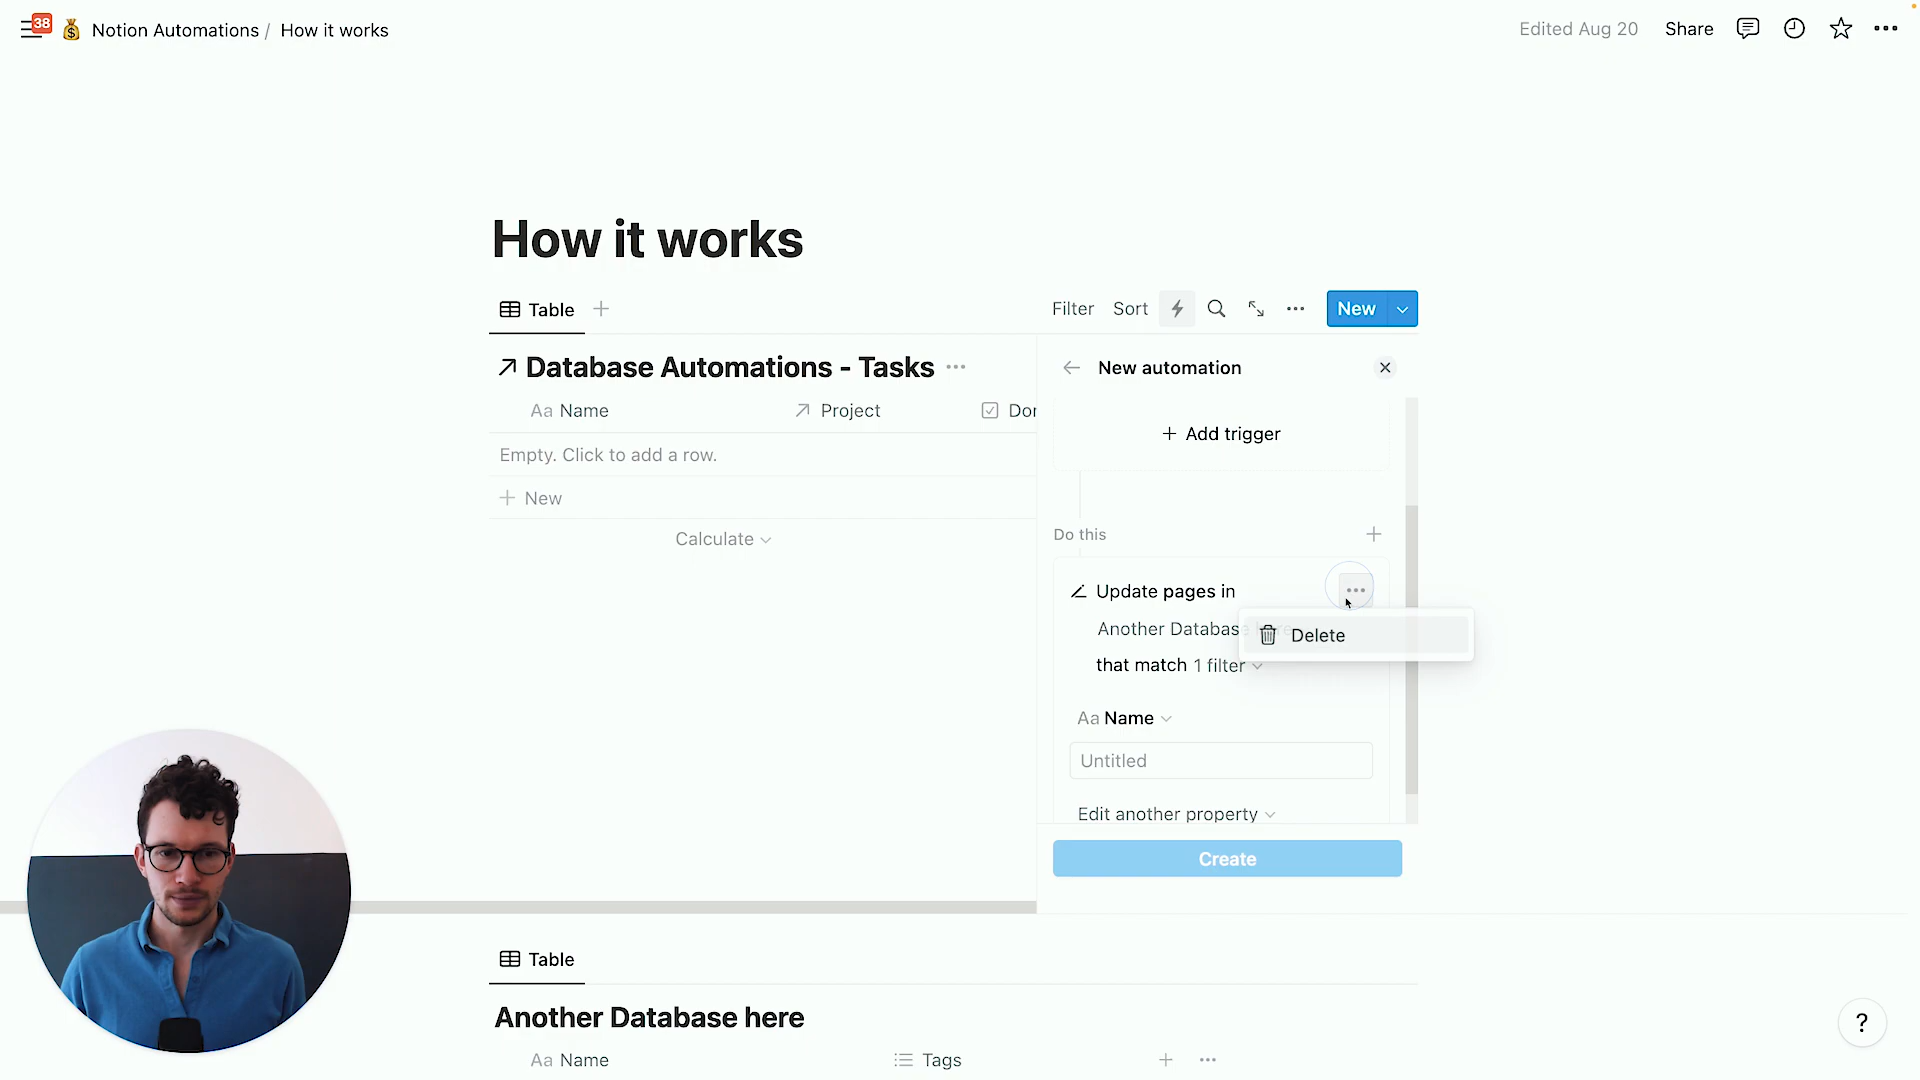 38
Notion Automations / How it works
Edited Aug 20
Share
How it works
Table
Filter
Sort
New
Database Automations - Tasks
Aa Name
Project
Dor
Empty. Click to add a row.
New
Calculate
New automation
Add trigger
Do this
Update pages in
Another Database
Delete
that match 1 filter
Aa Name
Untitled
Edit another property
Create
Table
Another Database here
Aa Name
Tags
?